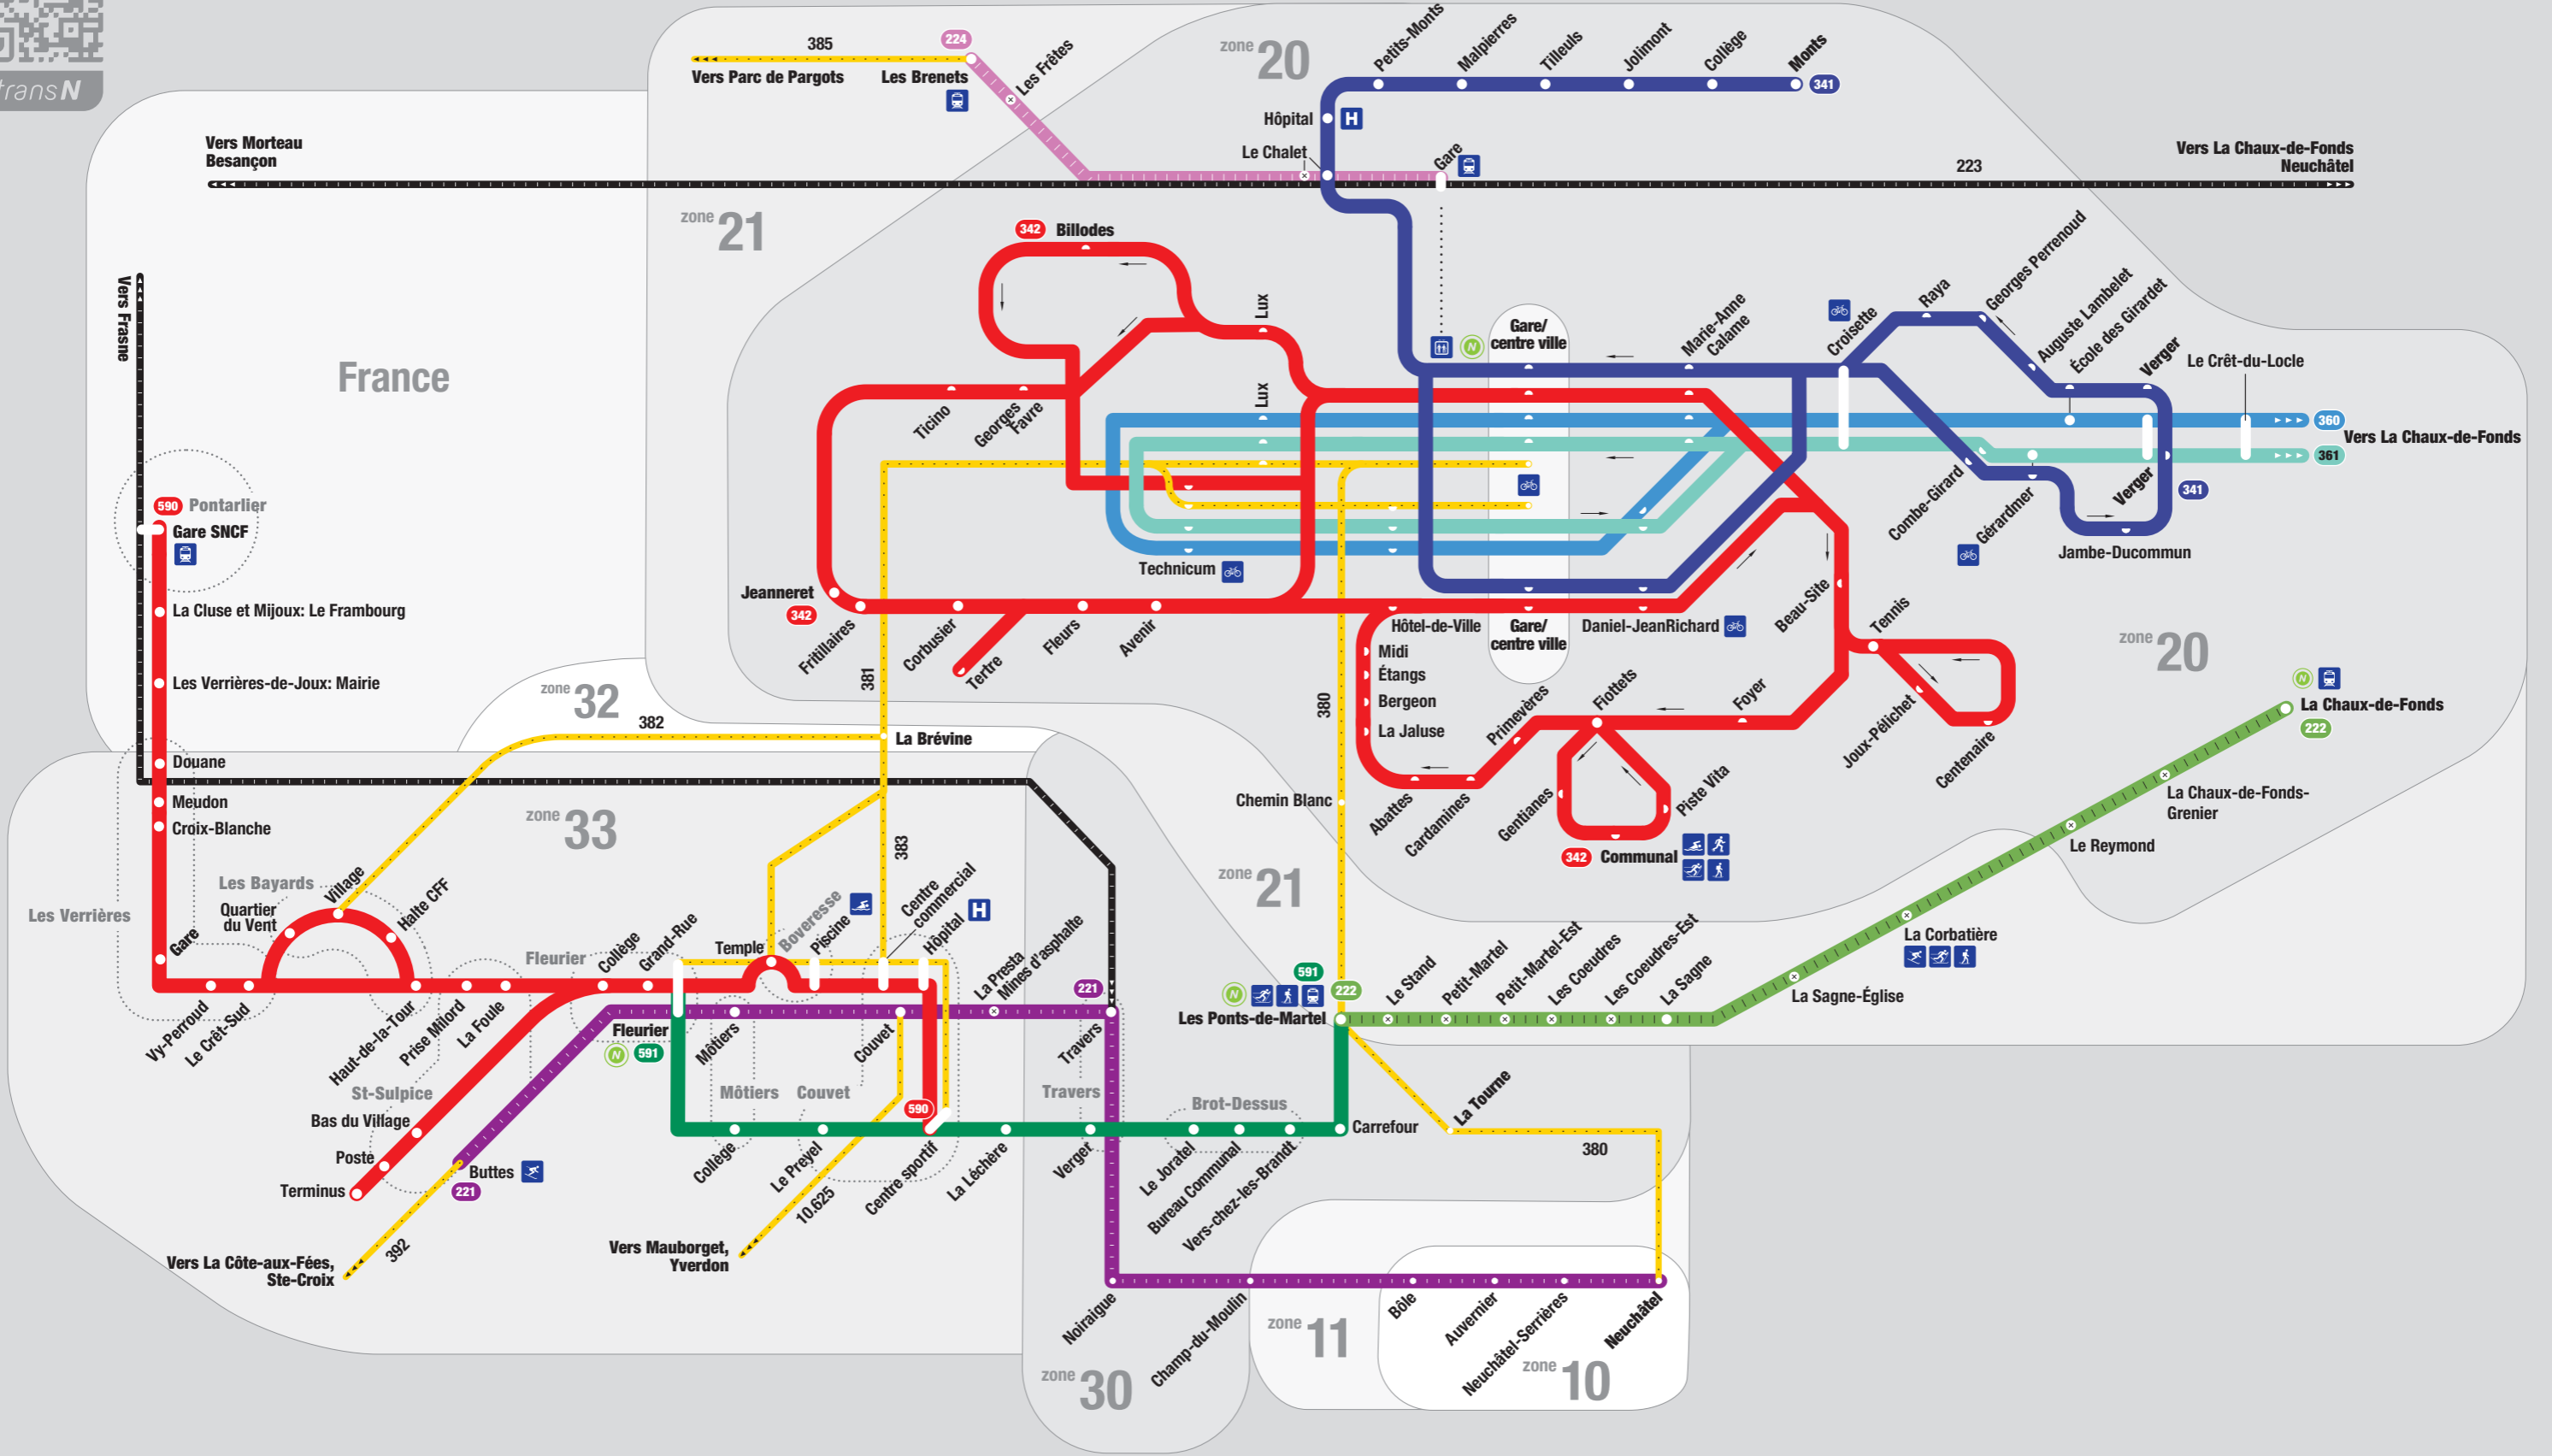 transN
385
Vers Parc de Pargots
224
Les Brenets
Les Frêtes
zone 20
Petits-Monts
Malpierres
Tilleuls
Jolimont
Collège
Monts
341
Hôpital
H
Le Chalet
Gare
Vers Morteau
Besançon
223
Vers La Chaux-de-Fonds
Neuchâtel
zone 21
342
Billodes
Lux
Lux
N
Gare/
centre ville
Marie-Anne
Calame
Croisette
Raya
Georges Perrenoud
Auguste Lambelet
École des Girardet
Verger
Le Crêt-du-Locle
360
Vers La Chaux-de-Fonds
361
341
Verger
Combe-Girard
Gérardmer
Jambe-Ducommun
Vers Frasne
France
Ticino
Georges
Favre
590
Pontarlier
Gare SNCF
Technicum
Jeanneret
342
Fritillaires
Corbusier
Tertre
Fleurs
Avenir
Hôtel-de-Ville
Gare/
centre ville
Daniel-JeanRichard
Beau-Site
Tennis
Midi
Étangs
Bergeon
La Jaluse
Primevères
Fiottets
Foyer
Joux-Pélichet
Centenaire
Abattes
Cardamines
Gentianes
Piste Vita
342
Communal
zone 20
N
La Chaux-de-Fonds
222
La Chaux-de-Fonds-
Grenier
Le Reymond
La Corbatière
La Sagne-Église
La Cluse et Mijoux: Le Frambourg
Les Verrières-de-Joux: Mairie
zone 32
382
381
380
La Brévine
Chemin Blanc
Douane
Meudon
Croix-Blanche
zone 33
383
zone 21
Les Verrières
Gare
Les Bayards
Quartier
du Vent
Village
Halte CFF
Fleurier
Collège
Grand-Rue
Temple
Boveresse
Piscine
Centre
commercial
Hôpital
H
La Presta
Mines d'asphalte
221
591
N
222
Les Ponts-de-Martel
Le Stand
Petit-Martel
Petit-Martel-Est
Les Coeudres
Les Coeudres-Est
La Sagne
Vy-Perroud
Le Crêt-Sud
Haut-de-la-Tour
Prise Milord
La Foule
Fleurier
N
591
Môtiers
Couvet
Travers
St-Sulpice
Bas du Village
Poste
Terminus
Môtiers
Couvet
590
Travers
Brot-Dessus
Carrefour
La Tourne
380
Buttes
221
Collège
Le Preyel
Centre sportif
La Léchère
Verger
Le Joratel
Bureau Communal
Vers-chez-les-Brandt
10.625
392
Vers Mauborget,
Yverdon
Vers La Côte-aux-Fées,
Ste-Croix
Noiraigue
Champ-du-Moulin
Bôle
Auvernier
Neuchâtel-Serrières
Neuchâtel
zone 11
zone 10
zone 30